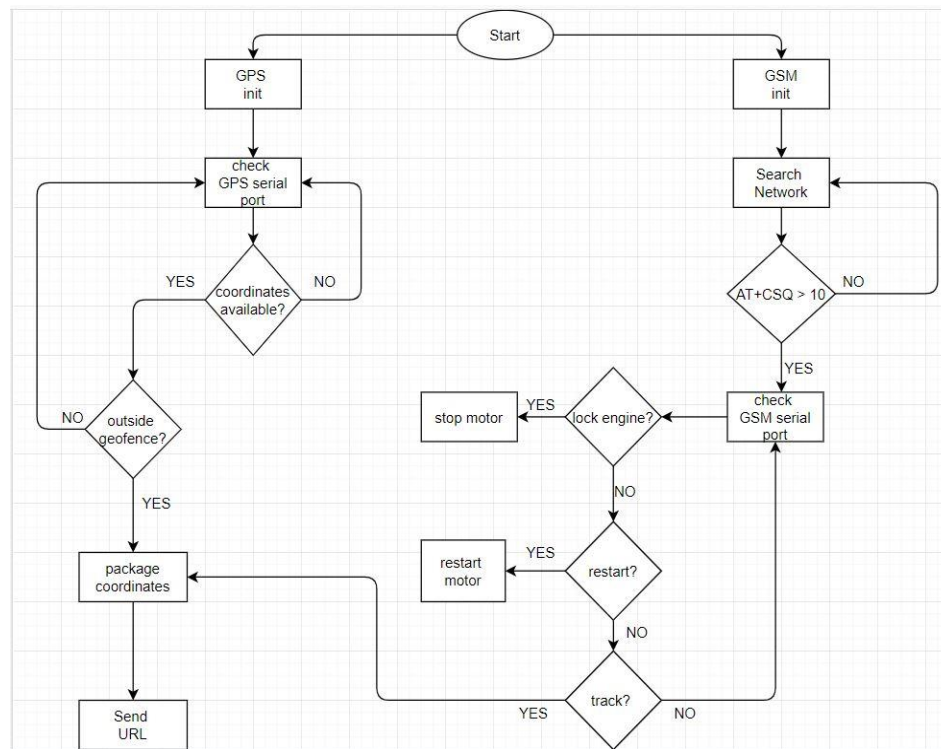 Start
GPS
init
GSM
init
check
GPS serial
port
Search
Network
YES
coordinates
available?
NO
AT+CSQ > 10
NO
YES
NO
outside
geofence?
YES
stop motor
YES
lock engine?
check
GSM serial
port
NO
package
coordinates
restart
motor
YES
restart?
NO
Send
URL
YES
track?
NO